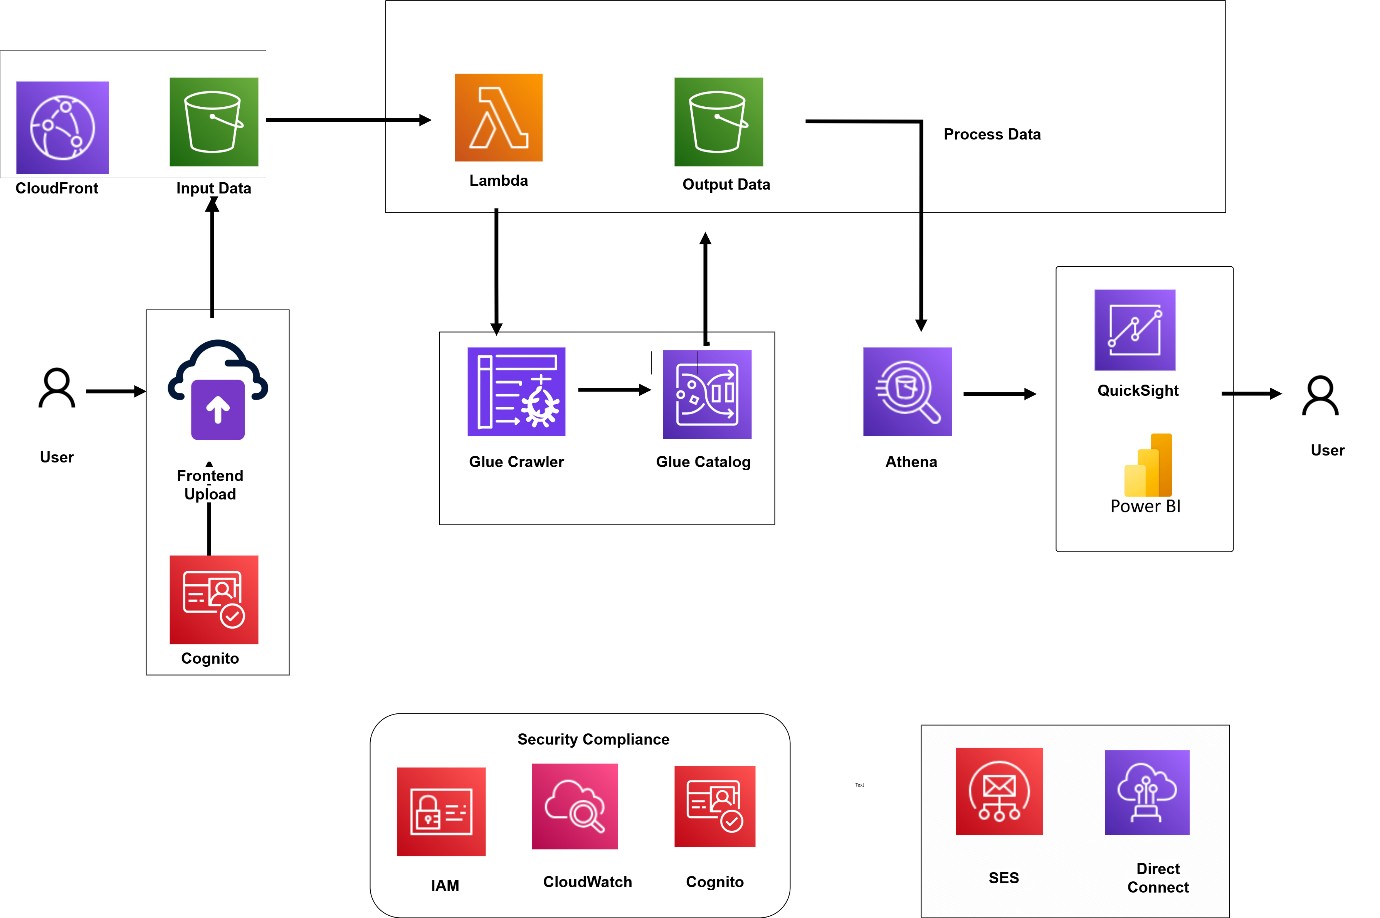 CloudFront
Input Data
Lambda
Output Data
Process Data
User
Frontend
Upload
Cognito
Glue Crawler
Glue Catalog
Athena
QuickSight
Power BI
User
Security Compliance
IAM
CloudWatch
Cognito
Text
SES
Direct
Connect